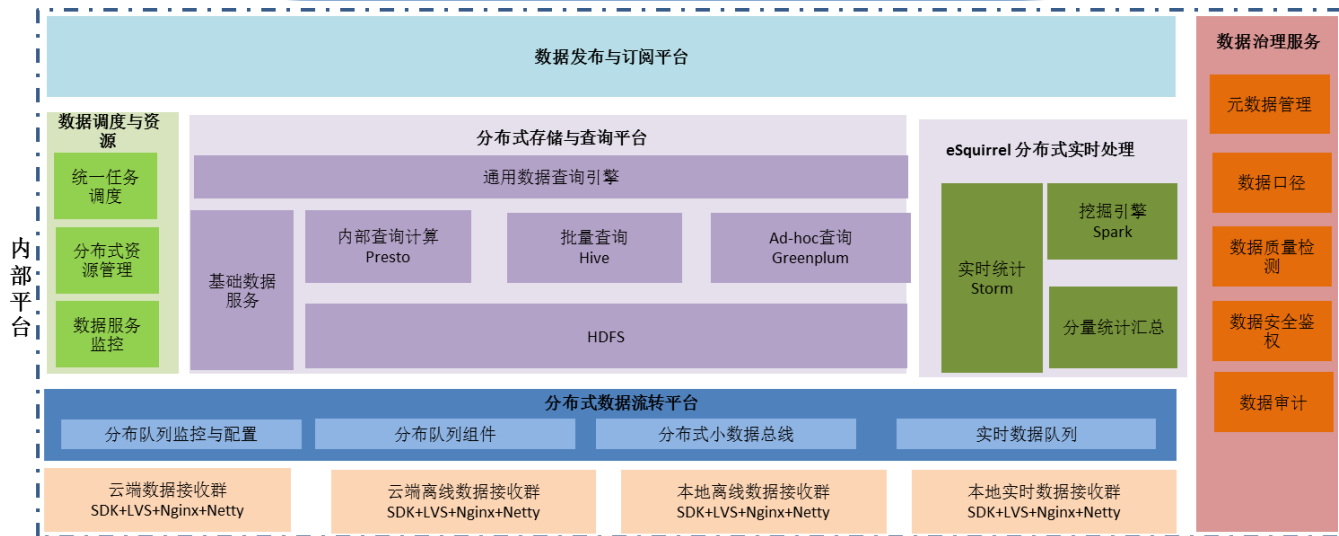 数据发布与订阅平台
数据治理服务
元数据管理
数据口径
数据质量检
测
数据安全鉴
权
数据审计
内
部
平
台
数据调度与资
源
统一任务
调度
分布式资
源管理
数据服务
监控
分布式存储与查询平台
通用数据查询引擎
基础数据
服务
内部查询计算
Presto
批量查询
Hive
Ad-hoc查询
Greenplum
HDFS
eSquirrel 分布式实时处理
实时统计
Storm
挖掘引擎
Spark
分量统计汇总
分布式数据流转平台
分布队列监控与配置
分布队列组件
分布式小数据总线
实时数据队列
云端数据接收群
SDK+LVS+Nginx+Netty
云端离线数据接收群
SDK+LVS+Nginx+Netty
本地离线数据接收群
SDK+LVS+Nginx+Netty
本地实时数据接收群
SDK+LVS+Nginx+Netty